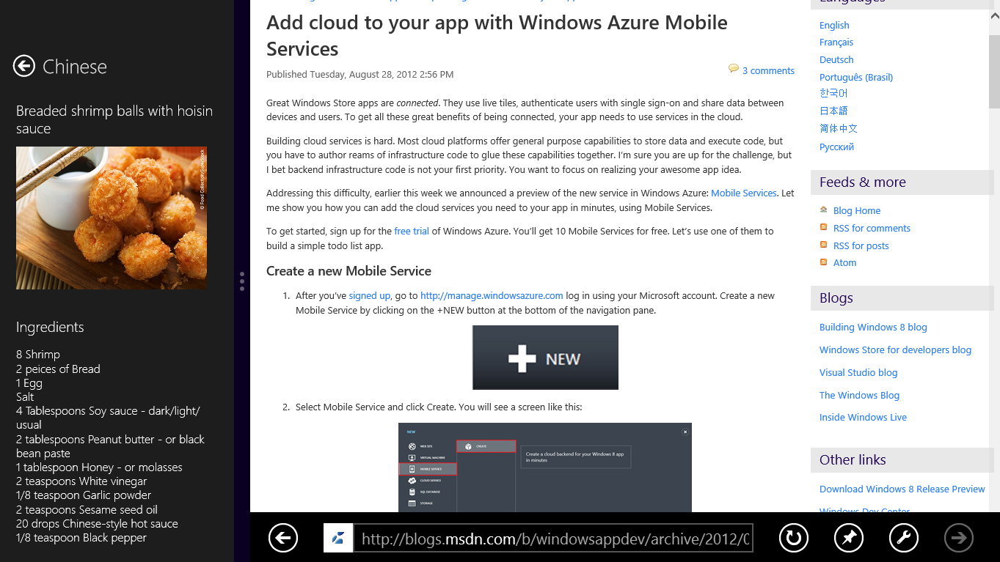 Chinese
Breaded shrimp balls with hoisin
sauce
© Food Collection/Superstock
Ingredients
8 Shrimp
2 peices of Bread
1 Egg
Salt
4 Tablespoons Soy sauce - dark/light/
usual
2 tablespoons Peanut butter - or black
bean paste
1 tablespoon Honey - or molasses
2 teaspoons White vinegar
1/8 teaspoon Garlic powder
2 teaspoons Sesame seed oil
20 drops Chinese-style hot sauce
1/8 teaspoon Black pepper
Add cloud to your app with Windows Azure Mobile
Services
Published Tuesday, August 28, 2012 2:56 PM
3 comments
Great Windows Store apps are connected. They use live tiles, authenticate users with single sign-on and share data between
devices and users. To get all these great benefits of being connected, your app needs to use services in the cloud.
Building cloud services is hard. Most cloud platforms offer general purpose capabilities to store data and execute code, but
you have to author reams of infrastructure code to glue these capabilities together. I'm sure you are up for the challenge, but
I bet backend infrastructure code is not your first priority. You want to focus on realizing your awesome app idea.
Addressing this difficulty, earlier this week we announced a preview of the new service in Windows Azure: Mobile Services. Let
me show you how you can add the cloud services you need to your app in minutes, using Mobile Services.
To get started, sign up for the free trial of Windows Azure. You'll get 10 Mobile Services for free. Let's use one of them to
build a simple todo list app.
Create a new Mobile Service
1. After you've signed up, go to http://manage.windowsazure.com log in using your Microsoft account. Create a new
Mobile Service by clicking on the +NEW button at the bottom of the navigation pane.
NEW
2. Select Mobile Service and click Create. You will see a screen like this:
NEW
WEB SITE
VIRTUAL MACHINE
MOBILE SERVICE
CLOUD SERVICE
SQL DATABASE
STORAGE
CREATE
Create a cloud backend for your Windows 8 app
in minutes
Languages
English
Français
Deutsch
Português (Brasil)
한국어
日本語
简体中文
Русский
Feeds & more
Blog Home
RSS for comments
RSS for posts
Atom
Blogs
Building Windows 8 blog
Windows Store for developers blog
Visual Studio blog
The Windows Blog
Inside Windows Live
Other links
Download Windows 8 Release Preview
Windows Dev Center
http://blogs.msdn.com/b/windowsappdev/archive/2012/0